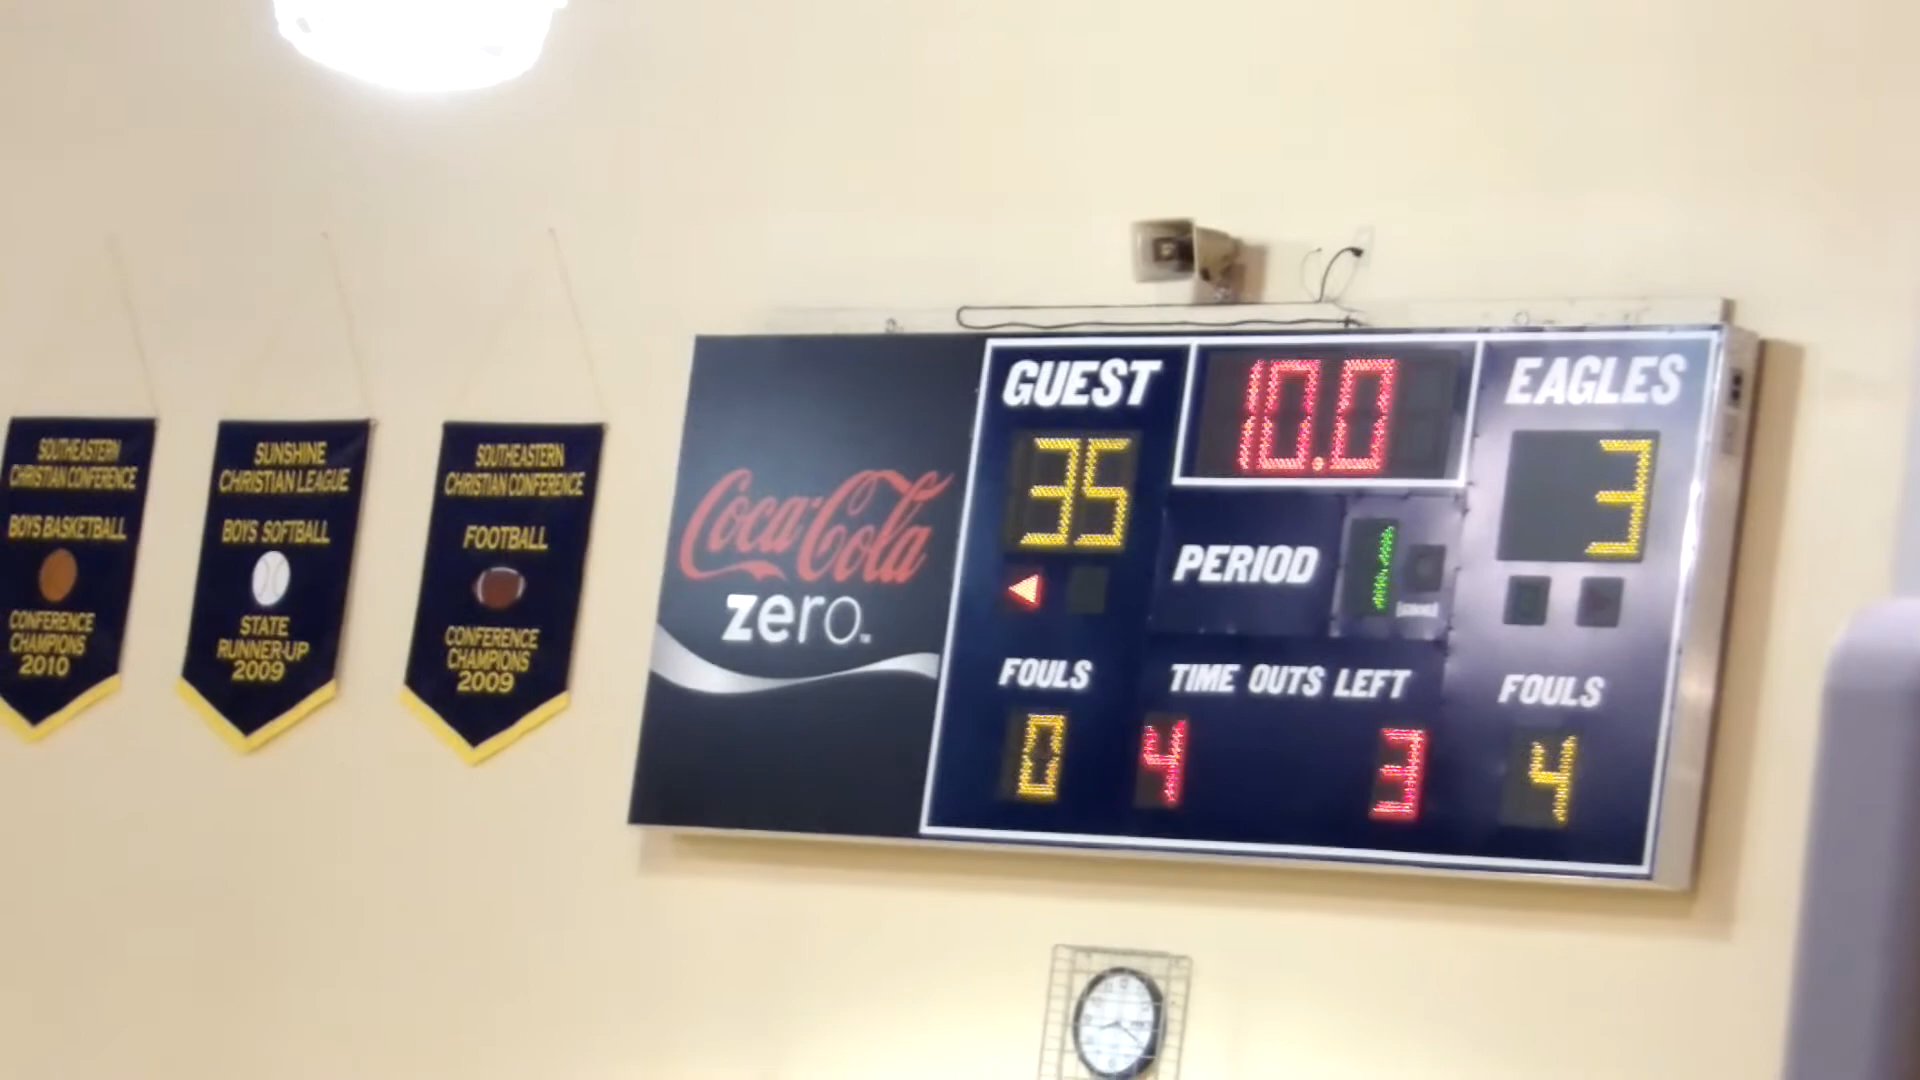 SOUTHEASTERN
CHRISTIAN CONFERENCE
BOYS BASKETBALL
CONFERENCE
CHAMPIONS
2010
SUNSHINE
CHRISTIAN LEAGUE
BOYS SOFTBALL
STATE
RUNNER-UP
2009
SOUTHEASTERN
CHRISTIAN CONFERENCE
FOOTBALL
CONFERENCE
CHAMPIONS
2009
Coca-Cola
zero
GUEST
10.0
EAGLES
35
3
PERIOD
1
FOULS
TIME OUTS LEFT
FOULS
0
4
3
4